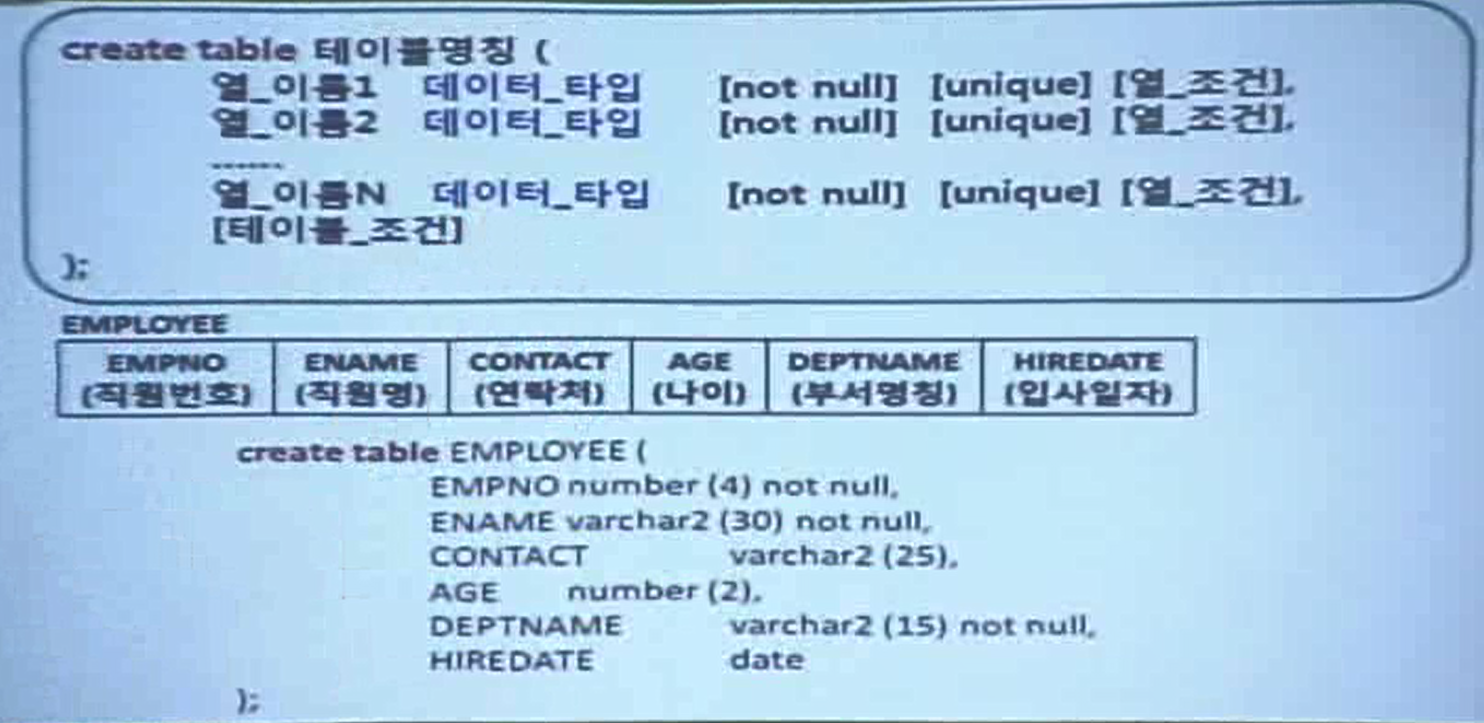 create table 테이블명칭 (
열_이름1 데이터_타입 [not null] [unique] [열_조건],
열_이름2 데이터_타입 [not null] [unique] [열_조건],
......
열_이름N 데이터_타입 [not null] [unique] [열_조건],
[테이블_조건]
);
EMPLOYEE
EMPNO ENAME CONTACT AGE DEPTNAME HIREDATE
(직원번호) (직원명) (연락처) (나이) (부서명칭) (입사일자)
create table EMPLOYEE (
EMPNO number (4) not null,
ENAME varchar2 (30) not null,
CONTACT varchar2 (25),
AGE number (2),
DEPTNAME varchar2 (15) not null,
HIREDATE date
);